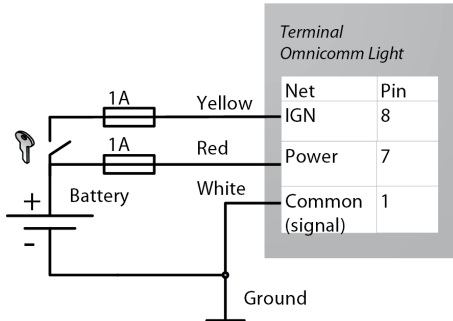 Terminal
Omnicomm Light
Net Pin
1A Yellow IGN 8
1A Red Power 7
White
+ Battery Common 1
(signal)
-
Ground